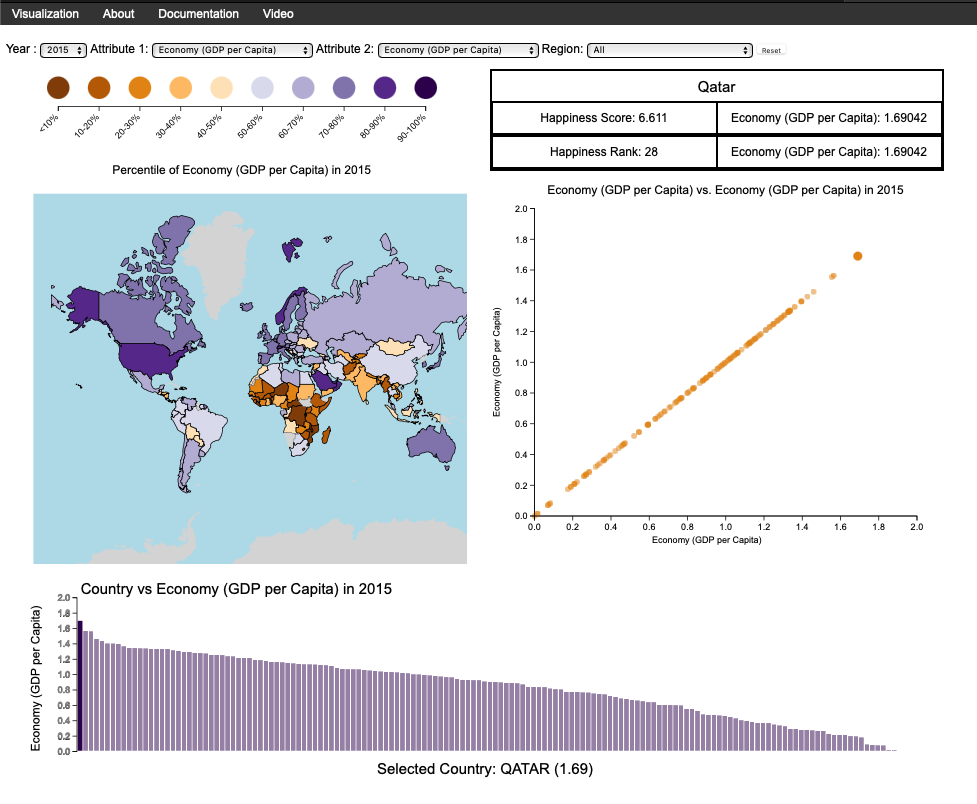 Visualization About Documentation Video
Year : 2015 Attribute 1: Economy (GDP per Capita) Attribute 2: Economy (GDP per Capita) Region: All Reset
<10% 10-20% 20-30% 30-40% 40-50% 50-60% 60-70% 70-80% 80-90% 90-100%
Percentile of Economy (GDP per Capita) in 2015
Qatar
Happiness Score: 6.611 Economy (GDP per Capita): 1.69042
Happiness Rank: 28 Economy (GDP per Capita): 1.69042
Economy (GDP per Capita) vs. Economy (GDP per Capita) in 2015
2.0
1.8
1.6
1.4
1.2
1.0
0.8
0.6
0.4
0.2
0.0
Economy (GDP per Capita)
0.0 0.2 0.4 0.6 0.8 1.0 1.2 1.4 1.6 1.8 2.0
Economy (GDP per Capita)
Country vs Economy (GDP per Capita) in 2015
2.0
1.8
1.6
1.4
1.2
1.0
0.8
0.6
0.4
0.2
0.0
Economy (GDP per Capita)
Selected Country: QATAR (1.69)